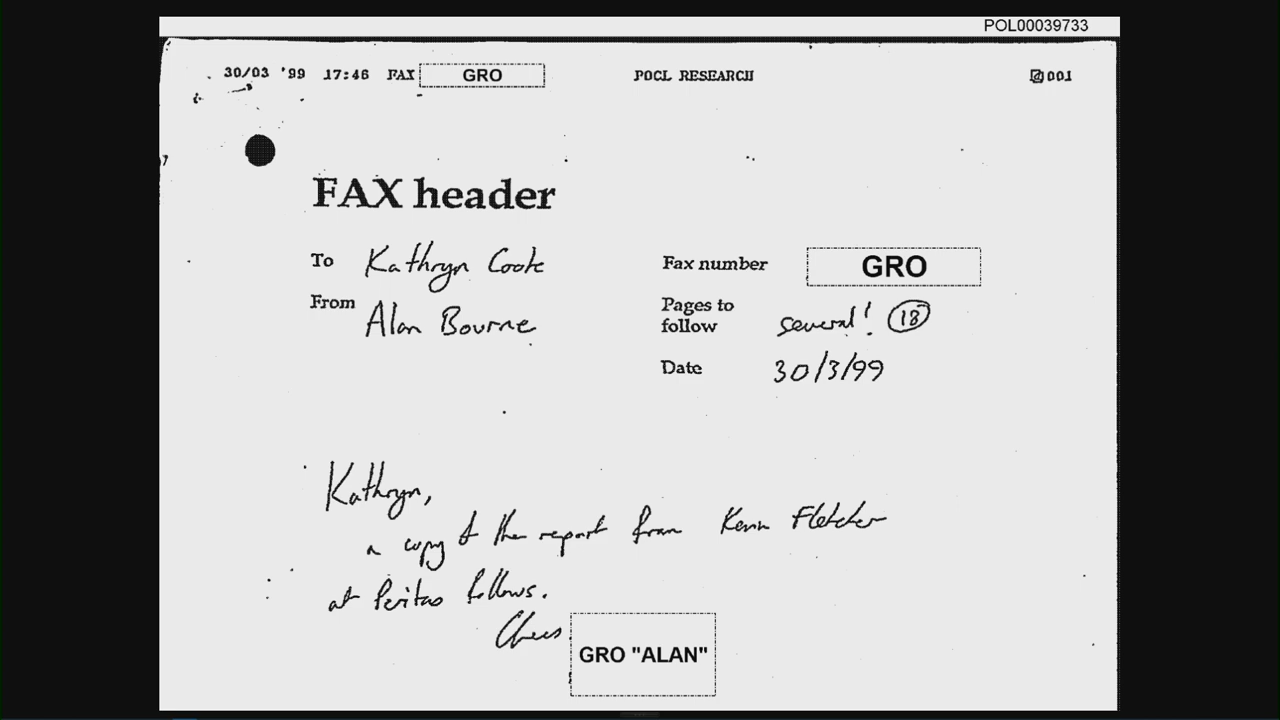 POL00039733
30/03 '99 17:46 FAX GRO POCL RESEARCH 001
FAX header
To Kathryn Cook
Fax number GRO
From Alan Bourne
Pages to follow several! 18
Date 30/3/99
Kathryn,
a copy of the report from Kevin Fletcher
at Peritas follows.
Cheers
GRO "ALAN"